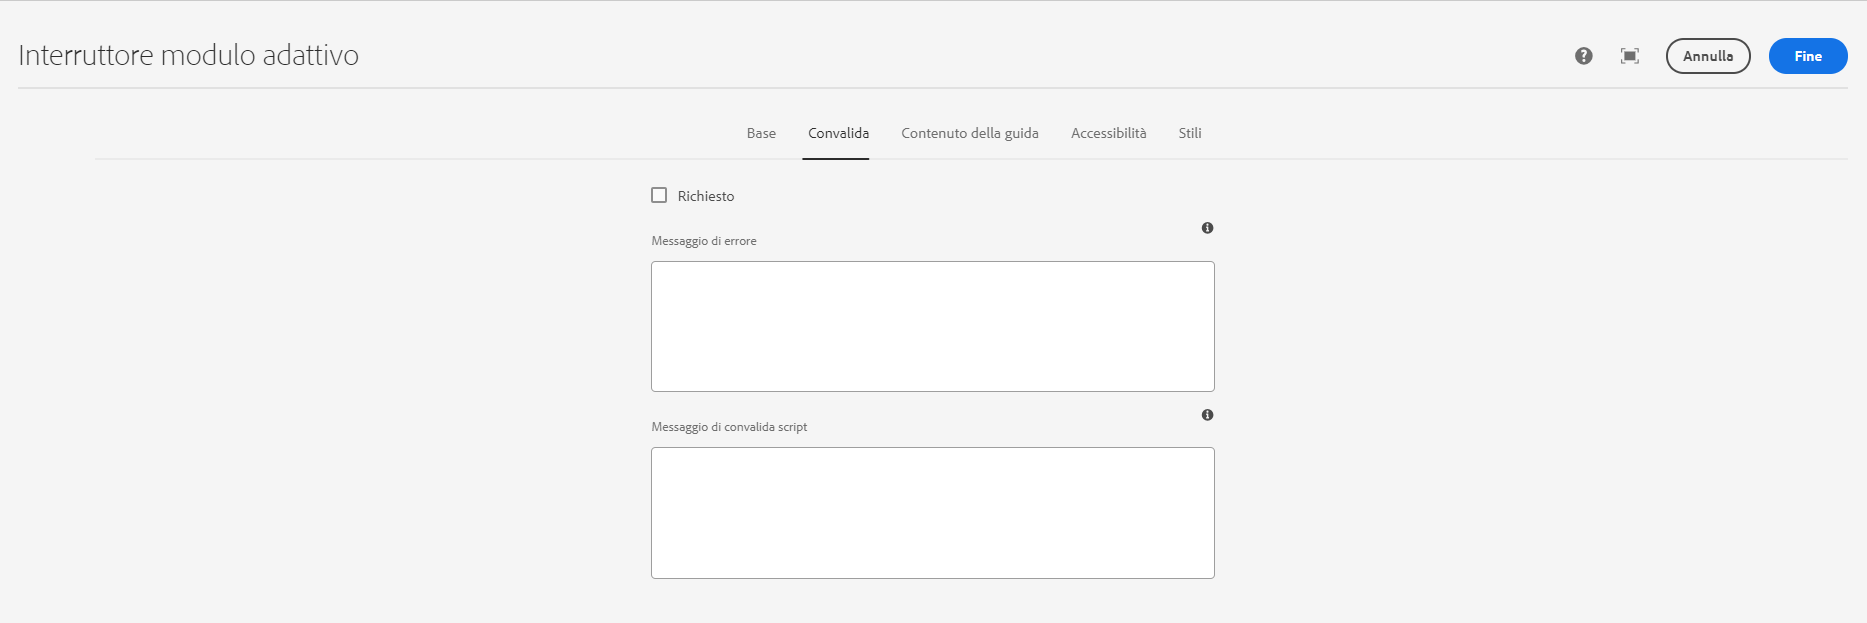 Interruttore modulo adattivo
Annulla
Fine
Base
Convalida
Contenuto della guida
Accessibilità
Stili
Richiesto
Messaggio di errore
Messaggio di convalida script